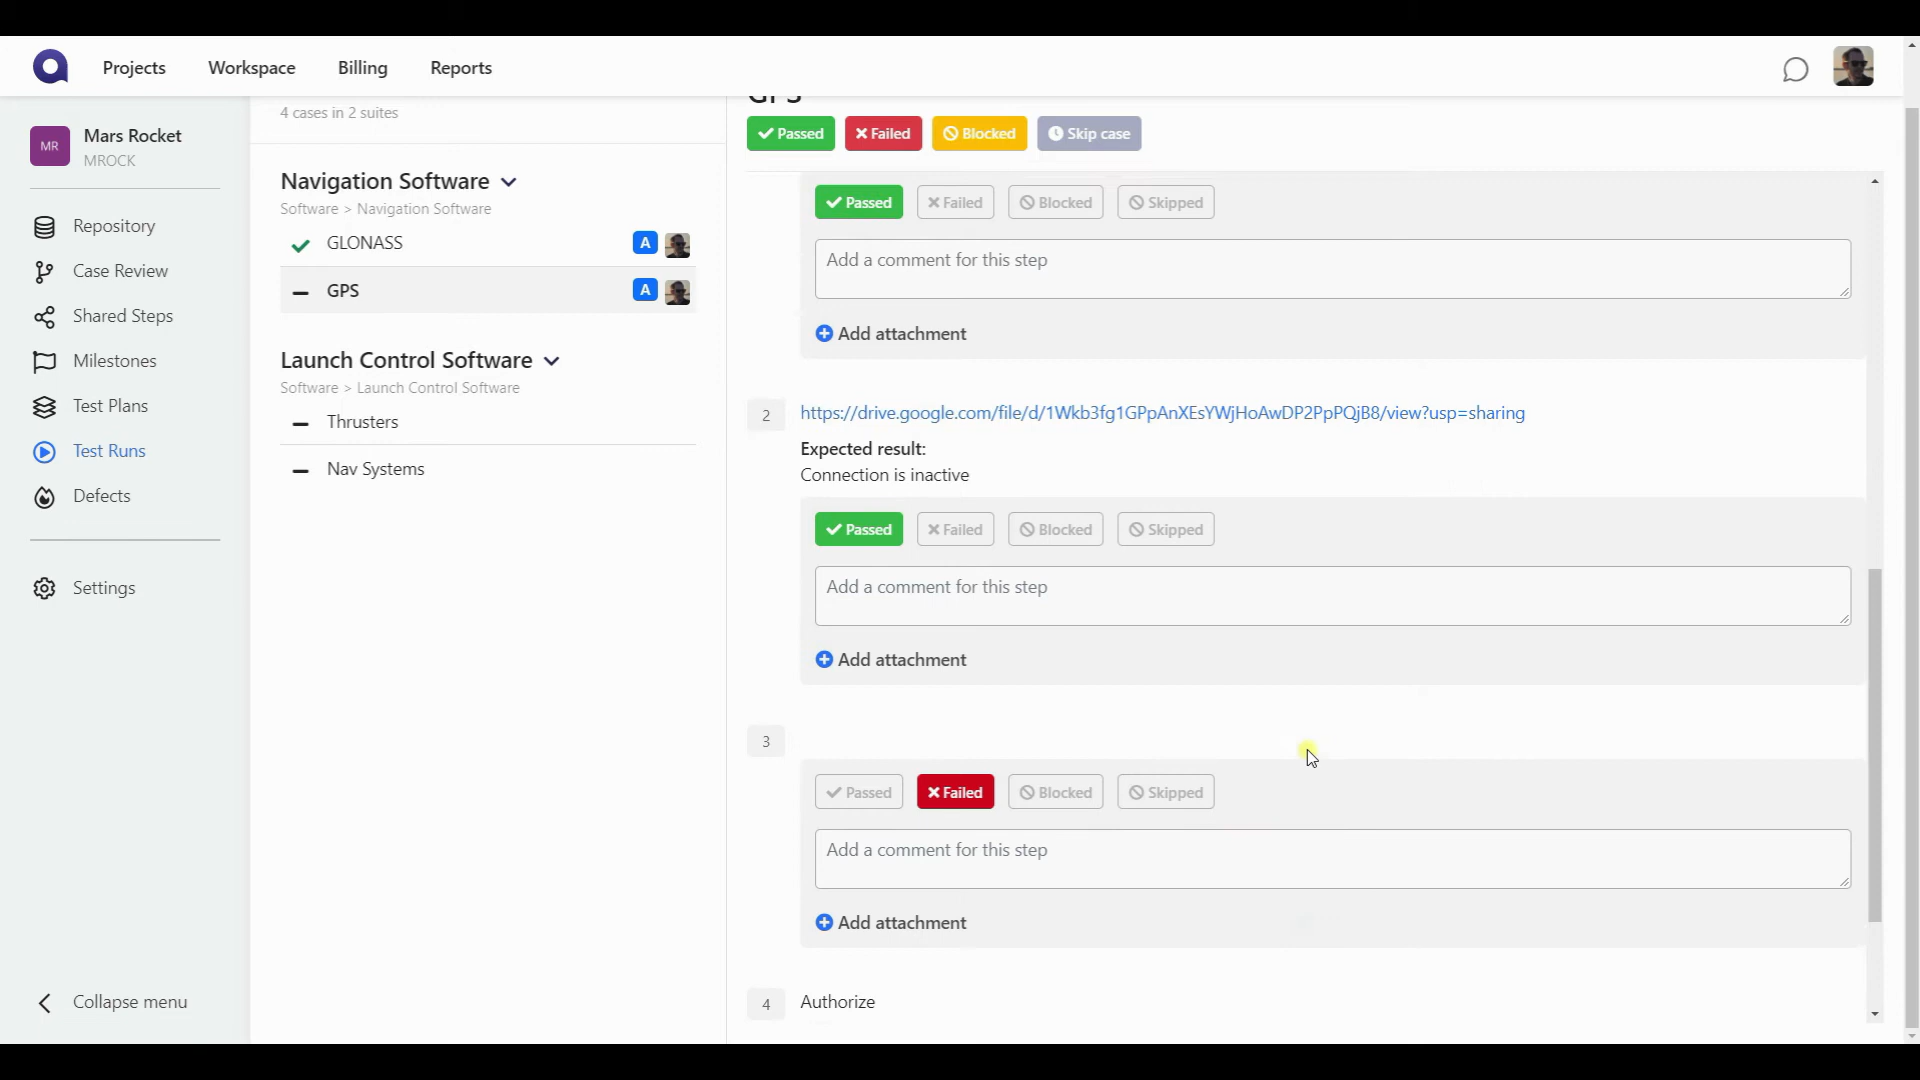 Projects
Workspace
Billing
Reports
MR
Mars Rocket
MROCK
Repository
Case Review
Shared Steps
Milestones
Test Plans
Test Runs
Defects
Settings
Collapse menu
4 cases in 2 suites
Navigation Software
Software > Navigation Software
GLONASS
A
GPS
A
Launch Control Software
Software > Launch Control Software
Thrusters
Nav Systems
GPS
Passed
Failed
Blocked
Skip case
Passed
Failed
Blocked
Skipped
Add a comment for this step
Add attachment
2
https://drive.google.com/file/d/1Wkb3fg1GPpAnXEsYWjHoAwDP2PpPQjB8/view?usp=sharing
Expected result:
Connection is inactive
Passed
Failed
Blocked
Skipped
Add a comment for this step
Add attachment
3
Passed
Failed
Blocked
Skipped
Add a comment for this step
Add attachment
4
Authorize